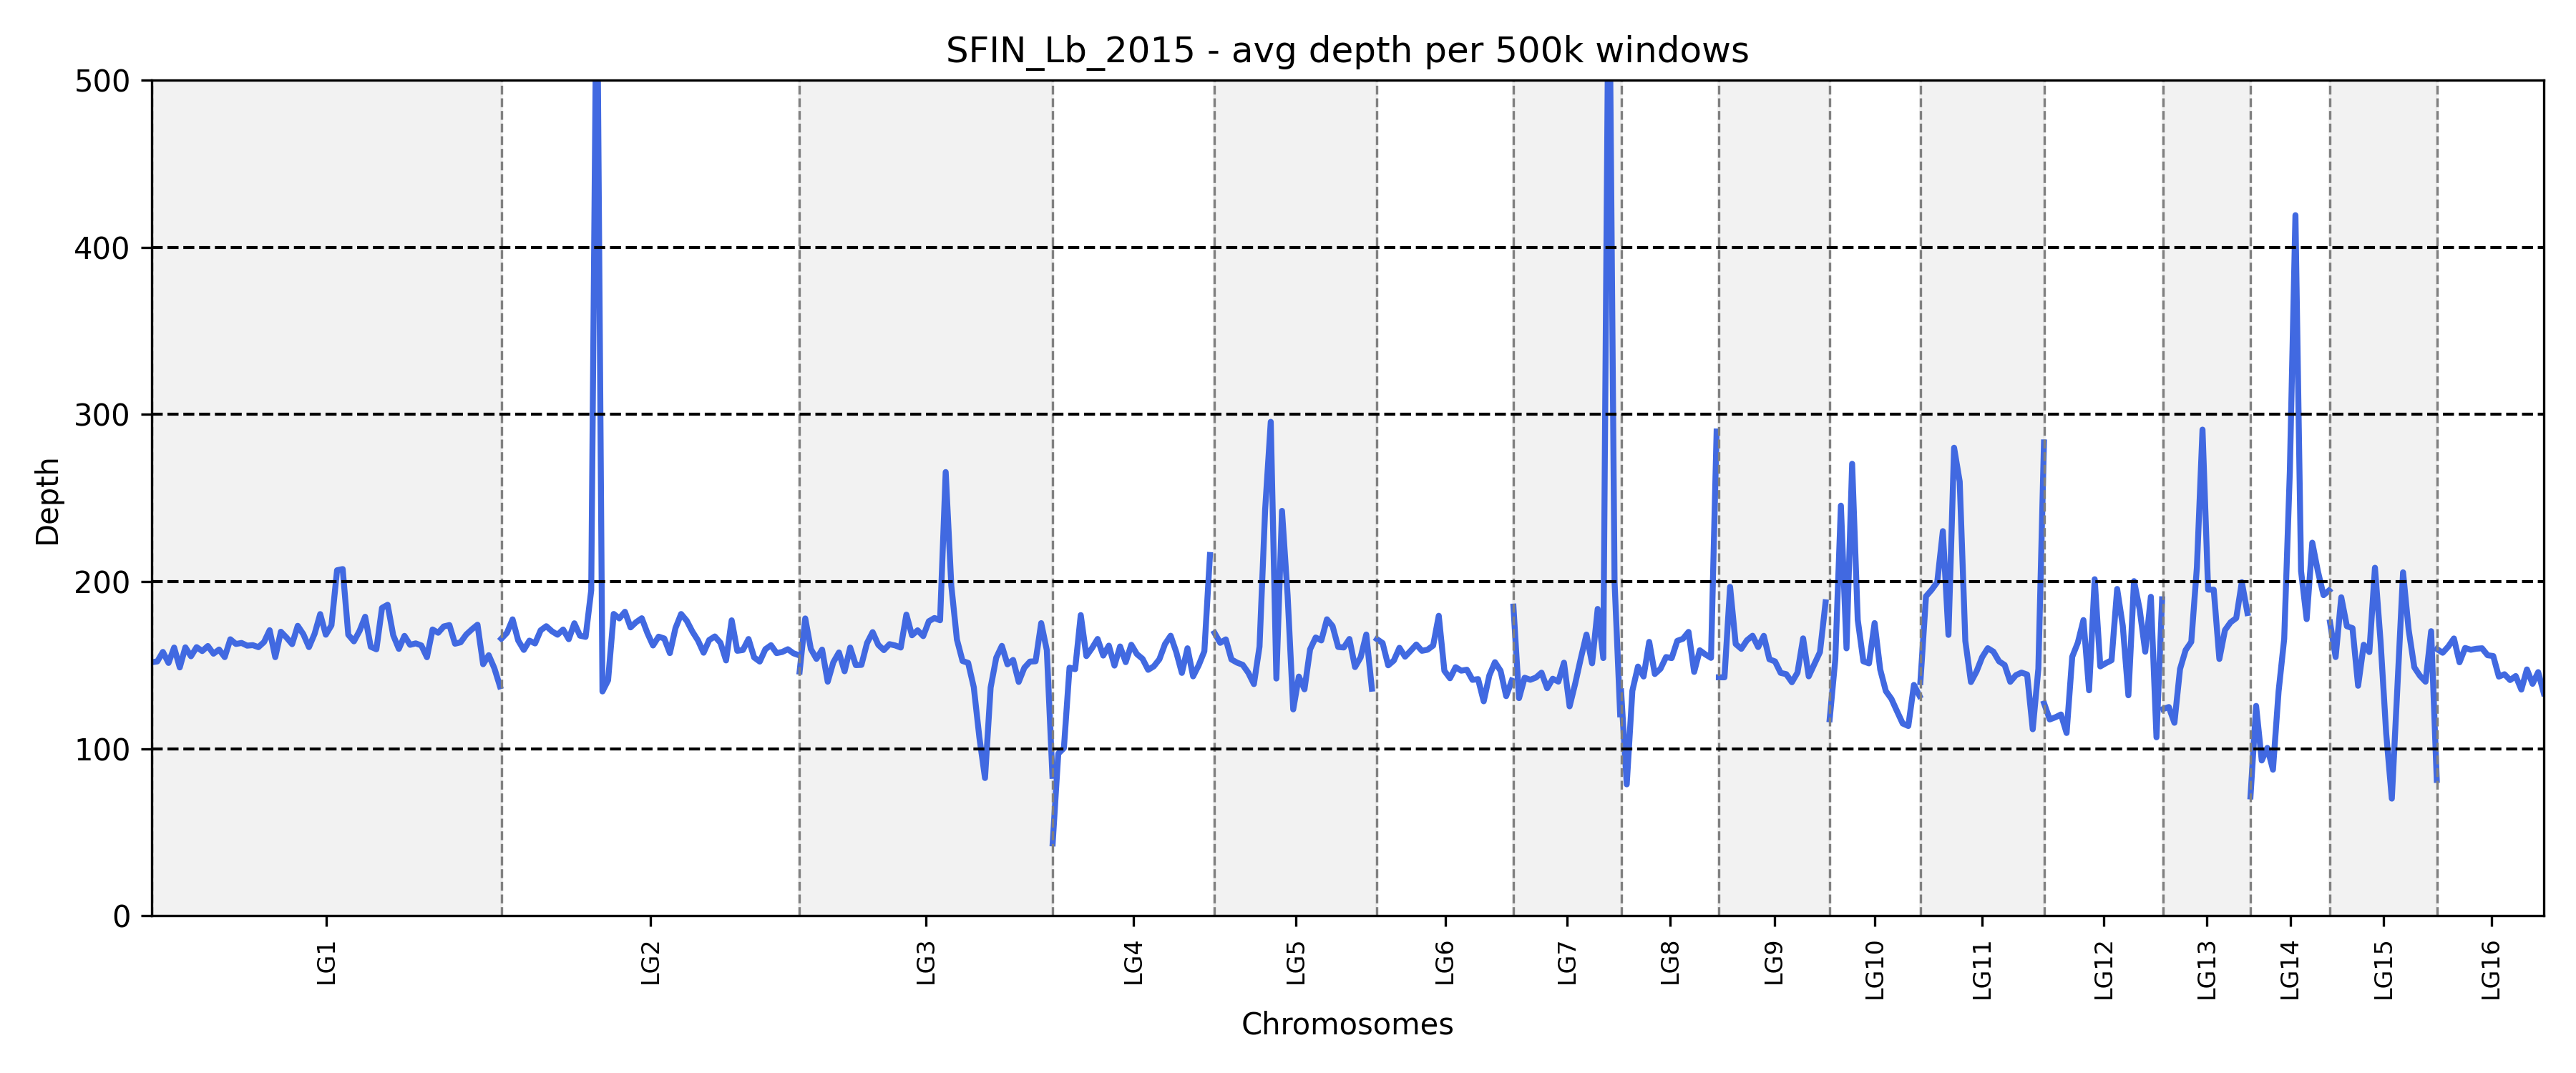 SFIN_Lb_2015 - avg depth per 500k windows
500
400
300
200
100
0
Depth
LG1
LG2
LG3
LG4
LG5
LG6
LG7
LG8
LG9
LG10
LG11
LG12
LG13
LG14
LG15
LG16
Chromosomes